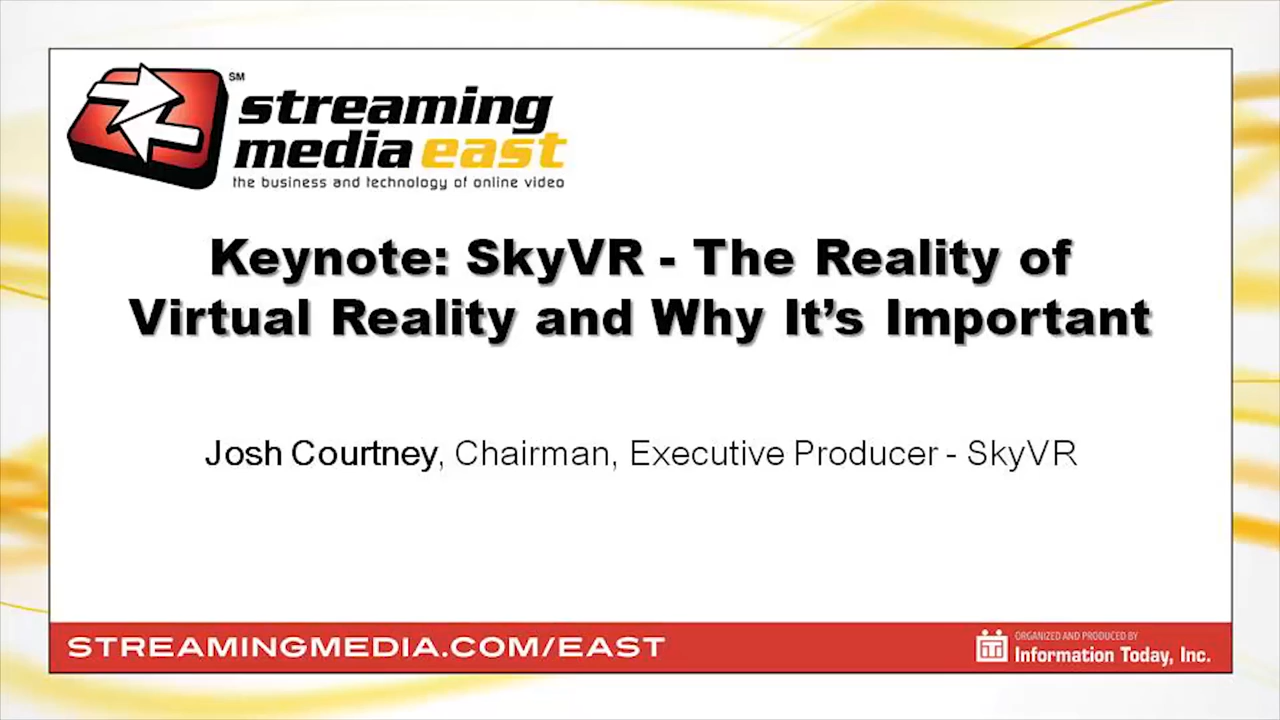 SM
streaming
media east
the business and technology of online video
Keynote: SkyVR - The Reality of
Virtual Reality and Why It’s Important
Josh Courtney, Chairman, Executive Producer - SkyVR
STREAMINGMEDIA.COM/EAST
ORGANIZED AND PRODUCED BY
Information Today, Inc.